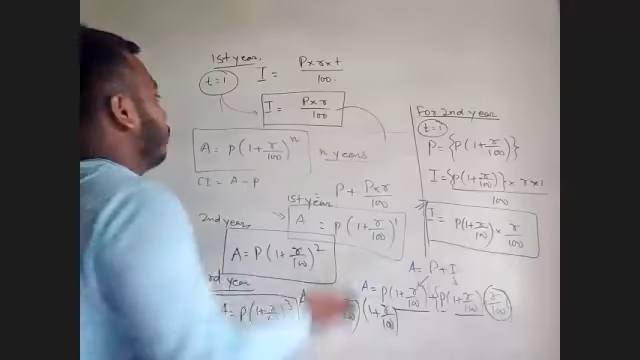 1st year
t=1 I = P×r×t/100
I = P×r/100
A = P(1+r/100)^n n years
CI = A - P
= P + P×r/100
1st year
A = P(1+r/100)^1
2nd year
A = P(1+r/100)^2
rd year
A = P(1+r/100)^3
For 2nd year
t=1
P = {P(1+r/100)}
I = {P(1+r/100)} × r×1/100
I = P(1+r/100) × r/100
A = P + I
A = P(1+r/100) + {P(1+r/100) r/100
(1+r/100)